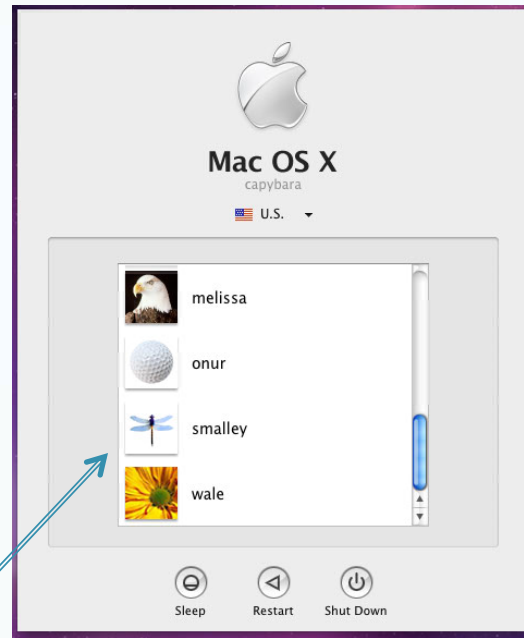 Mac OS X
capybara
U.S.
melissa
onur
smalley
wale
Sleep Restart Shut Down